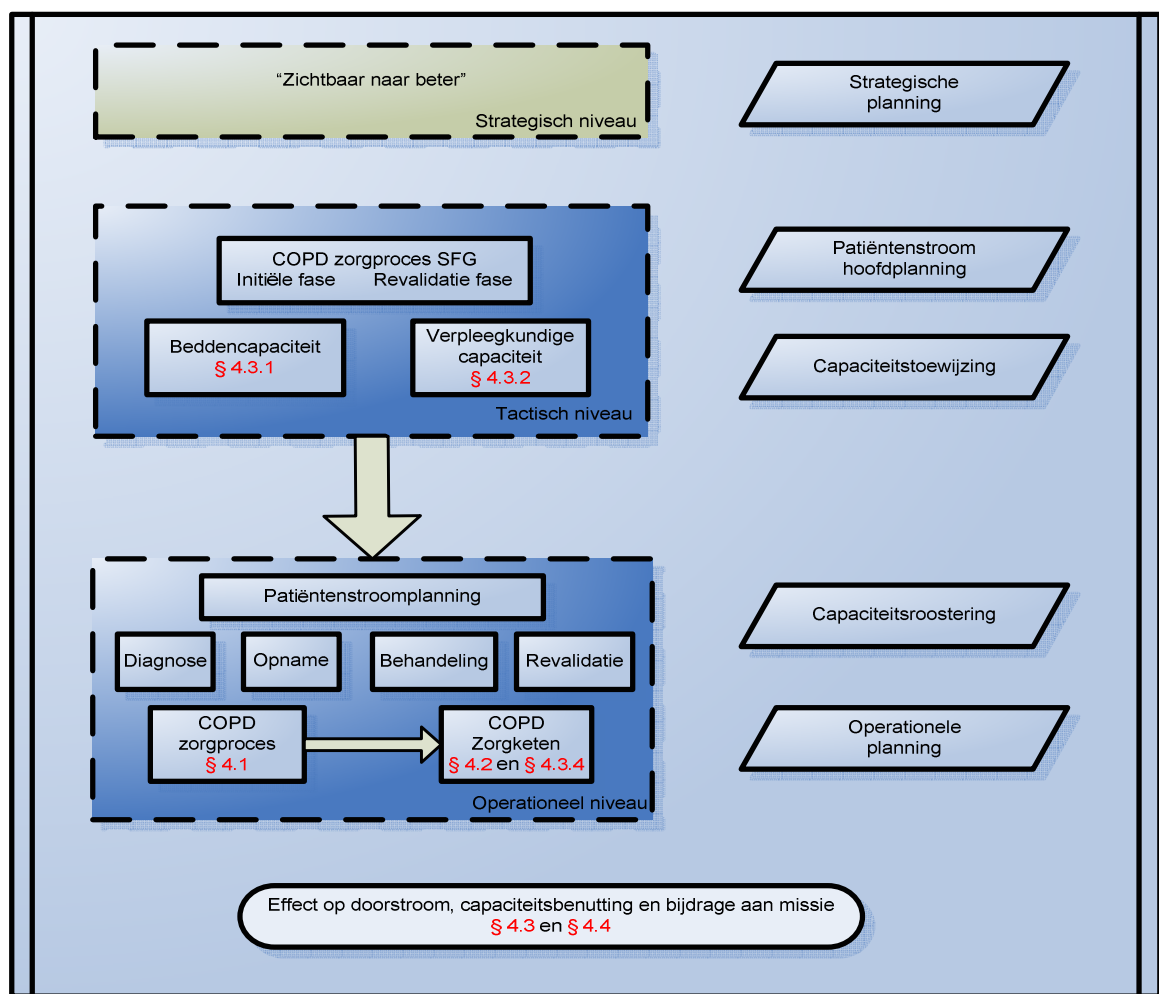 “Zichtbaar naar beter”
Strategisch niveau
Strategische
planning
COPD zorgproces SFG
Initiële fase Revalidatie fase
Beddencapaciteit
§ 4.3.1
Verpleegkundige
capaciteit
§ 4.3.2
Tactisch niveau
Patiëntenstroom
hoofdplanning
Capaciteitstoewijzing
Patiëntenstroomplanning
Diagnose
Opname
Behandeling
Revalidatie
COPD
zorgproces
§ 4.1
COPD
Zorgketen
§ 4.2 en § 4.3.4
Operationeel niveau
Capaciteitsroostering
Operationele
planning
Effect op doorstroom, capaciteitsbenutting en bijdrage aan missie
§ 4.3 en § 4.4